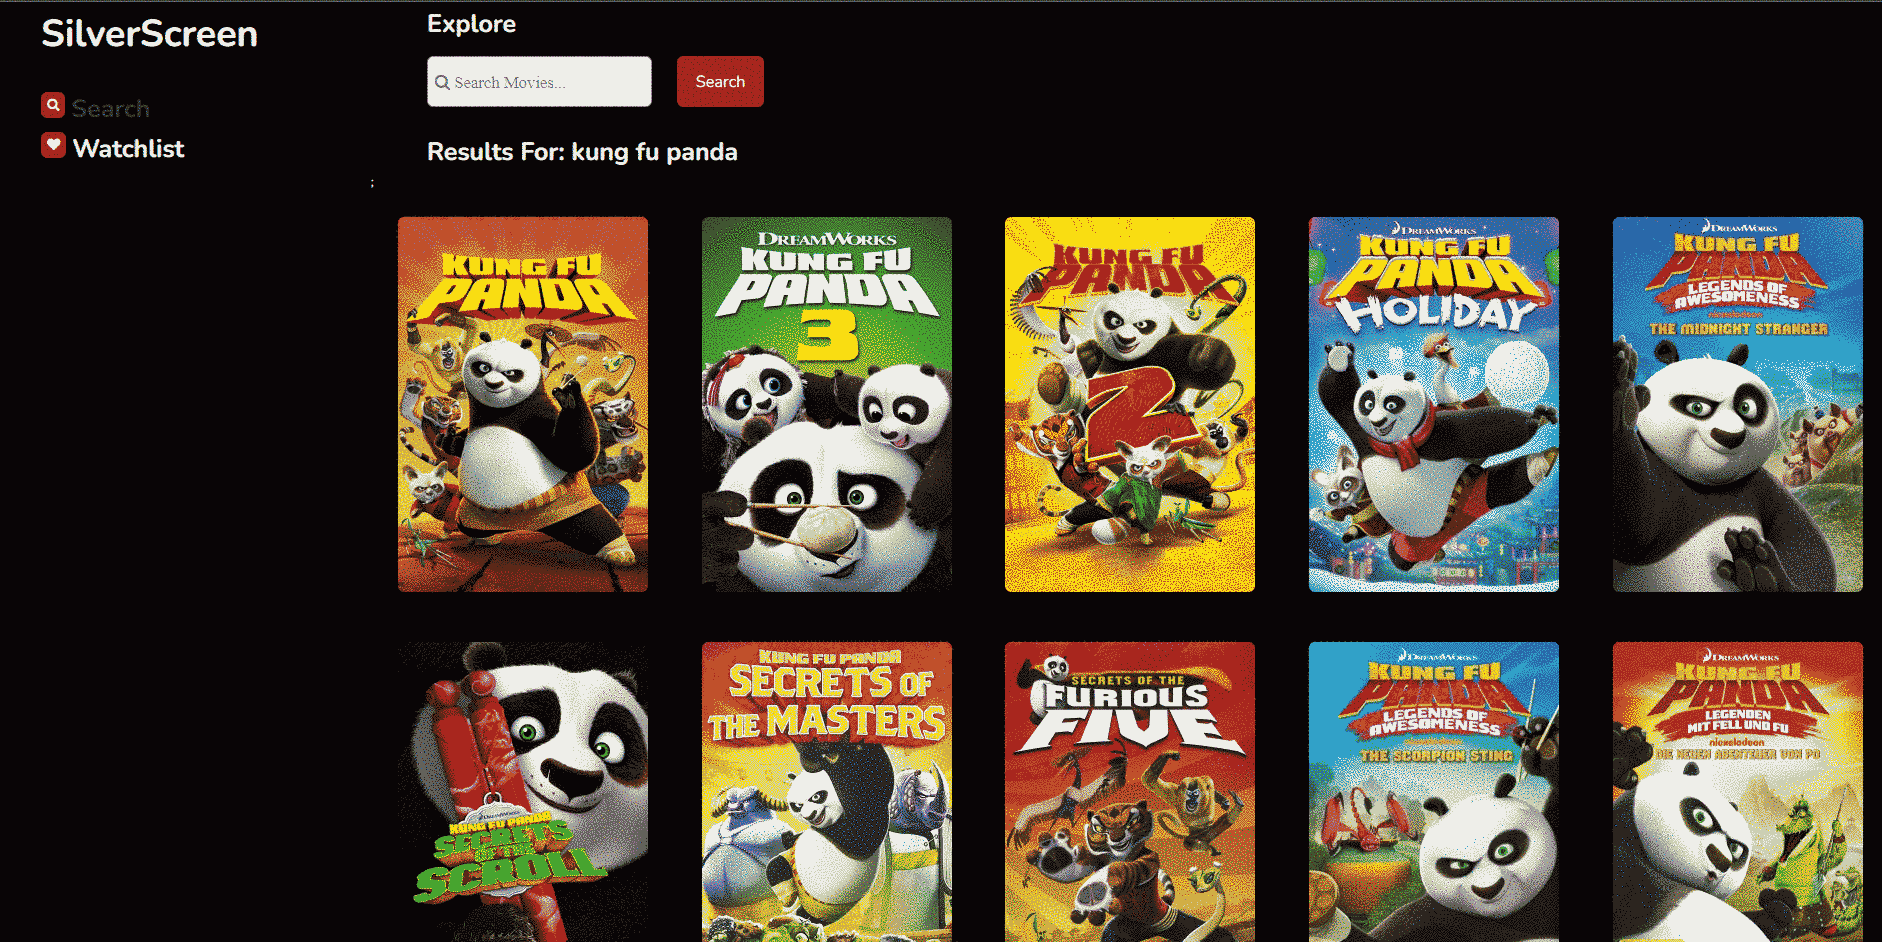 SilverScreen
Search
Watchlist
;
Explore
Search Movies...
Search
Results For: kung fu panda
KUNG FU
PANDA
DREAMWORKS
KUNG FU
PANDA
3
KUNG FU
PANDA
2
DREAMWORKS
KUNG FU
PANDA
HOLIDAY
DREAMWORKS
KUNG FU
PANDA
LEGENDS OF
AWESOMENESS
nickelodeon
THE MIDNIGHT STRANGER
DREAMWORKS
KUNG FU PANDA
SECRETS
OF THE
SCROLL
KUNG FU PANDA
SECRETS OF
THE MASTERS
SECRETS OF THE
FURIOUS
FIVE
DREAMWORKS
KUNG FU
PANDA
LEGENDS OF
AWESOMENESS
THE SCORPION STING
DREAMWORKS
KUNG FU
PANDA
LEGENDEN
MIT FELL UND FU
nickelodeon
DIE NEUEN ABENTEUER VON PO